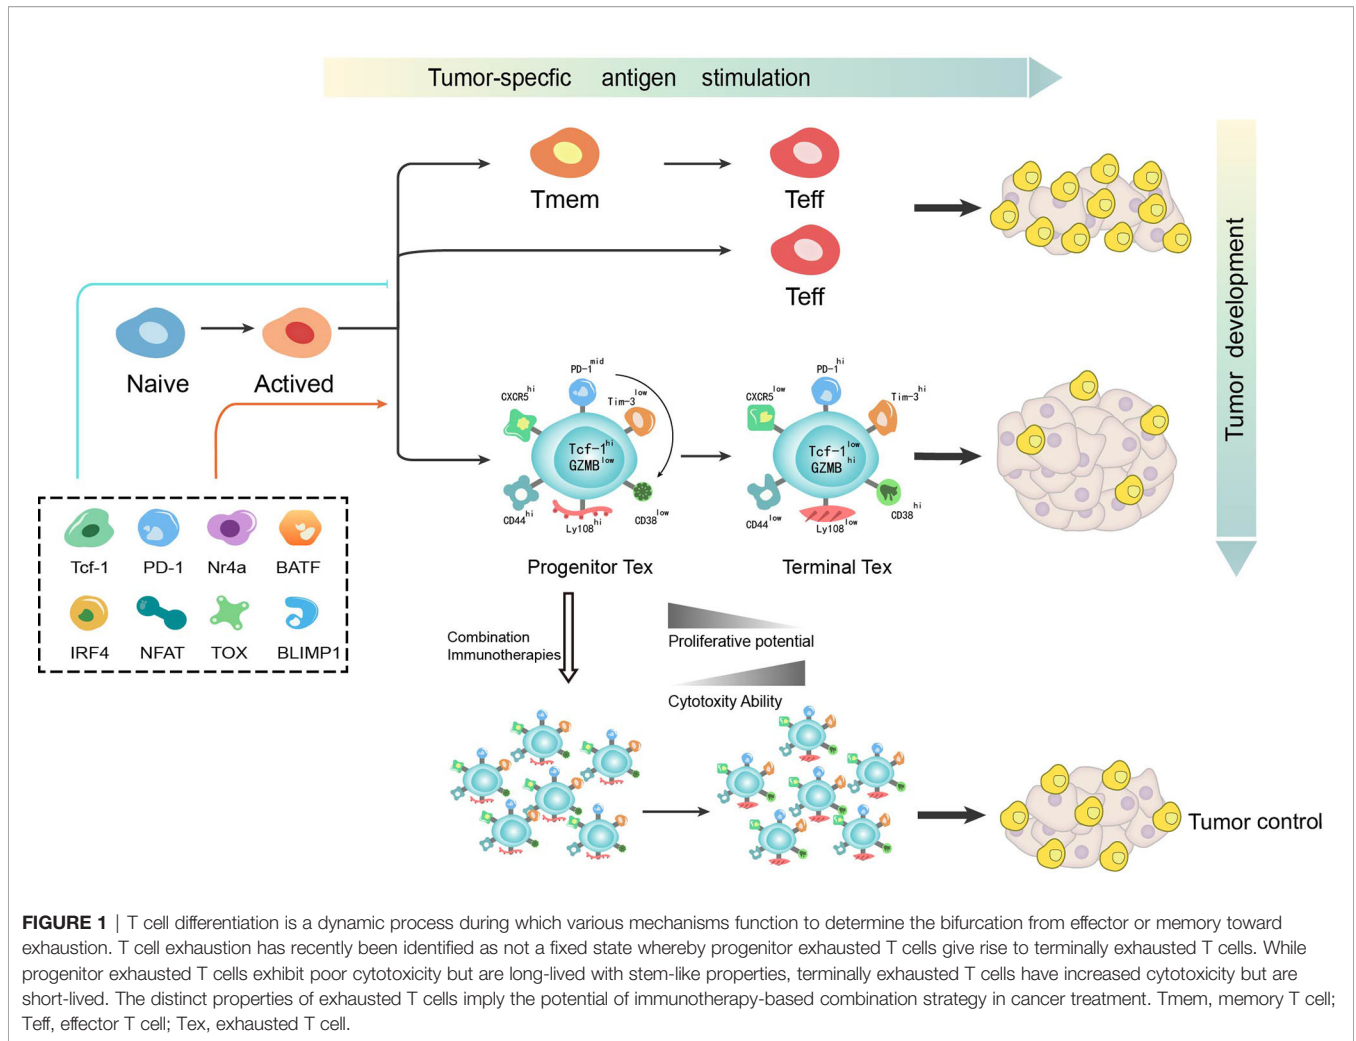 Tumor-specfic antigen stimulation
Tmem
Teff
Teff
Tumor development
Naive
Actived
PD-1mid
CXCR5hi
Tim-3low
Tcf-1hi
GZMBlow
CD44hi
Ly108hi
CD38low
Progenitor Tex
PD-1hi
CXCR5low
Tim-3hi
Tcf-1low
GZMBhi
CD44low
Ly108low
CD38hi
Terminal Tex
Tcf-1 PD-1 Nr4a BATF
IRF4 NFAT TOX BLIMP1
Combination
Immunotherapies
Proliferative potential
Cytotoxity Ability
Tumor control
FIGURE 1 | T cell differentiation is a dynamic process during which various mechanisms function to determine the bifurcation from effector or memory toward
exhaustion. T cell exhaustion has recently been identified as not a fixed state whereby progenitor exhausted T cells give rise to terminally exhausted T cells. While
progenitor exhausted T cells exhibit poor cytotoxicity but are long-lived with stem-like properties, terminally exhausted T cells have increased cytotoxicity but are
short-lived. The distinct properties of exhausted T cells imply the potential of immunotherapy-based combination strategy in cancer treatment. Tmem, memory T cell;
Teff, effector T cell; Tex, exhausted T cell.